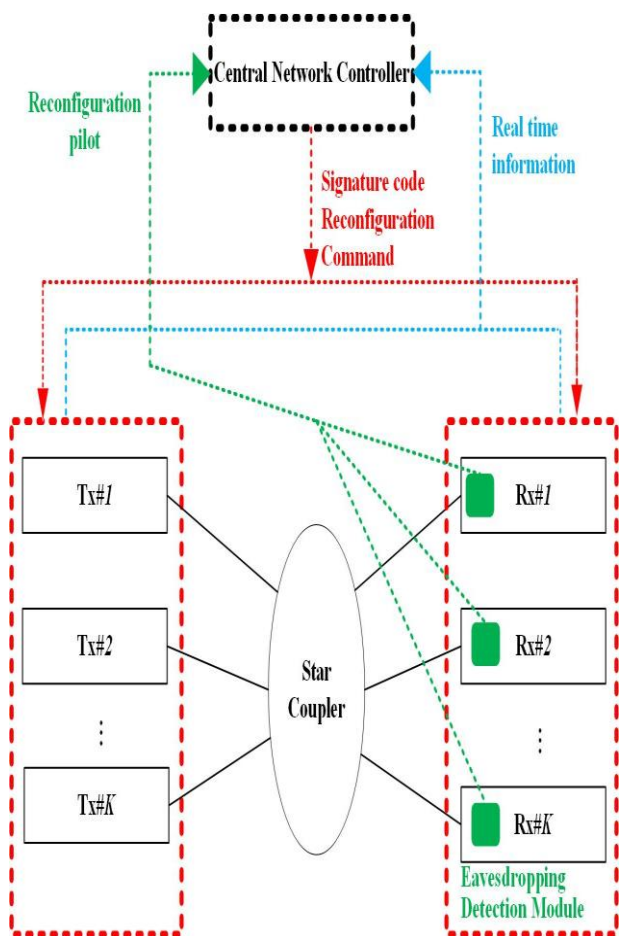 Central Network Controller
Reconfiguration
pilot
Real time
information
Signature code
Reconfiguration
Command
Tx#1
Rx#1
Tx#2
Rx#2
Star
Coupler
⋮
⋮
Tx#K
Rx#K
Eavesdropping
Detection Module